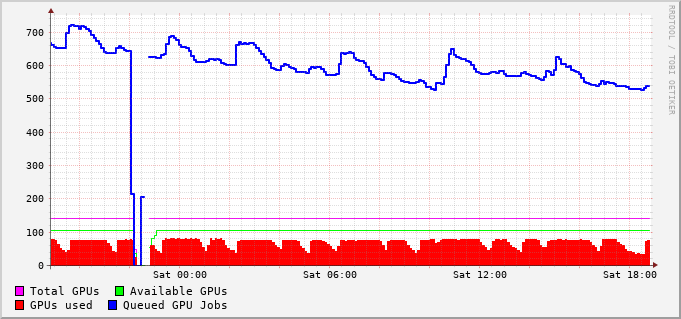 RRDTOOL / TOBI OETIKER
700
600
500
400
300
200
100
0
Sat 00:00 Sat 06:00 Sat 12:00 Sat 18:00
Total GPUs Available GPUs
GPUs used Queued GPU Jobs